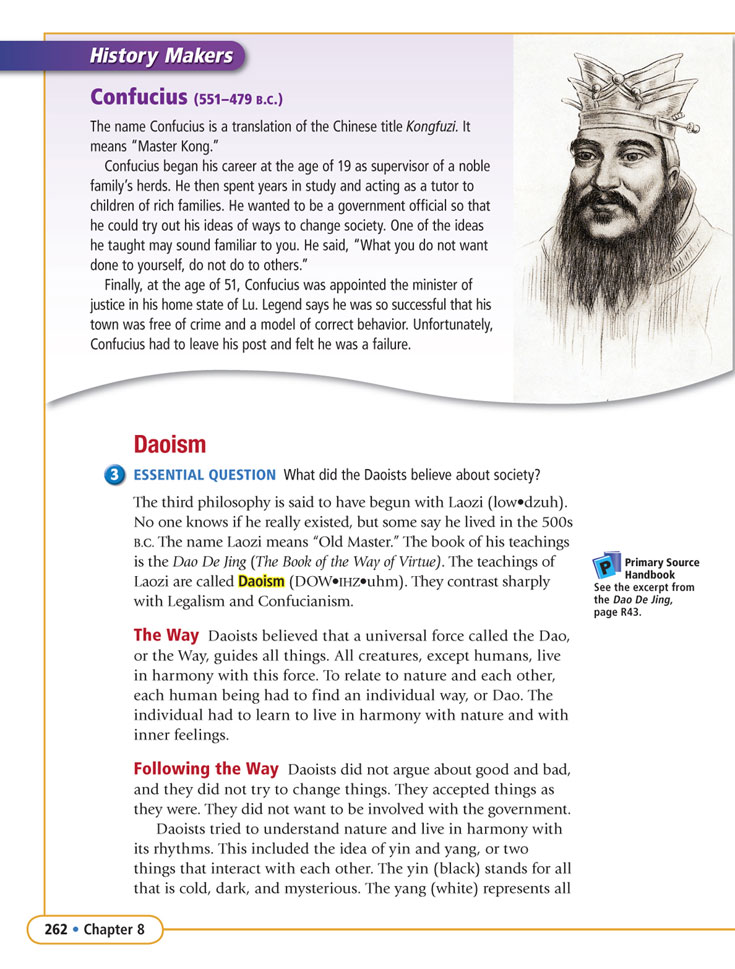 History Makers
Confucius (551–479 B.C.)
The name Confucius is a translation of the Chinese title Kongfuzi. It
means “Master Kong.”
Confucius began his career at the age of 19 as supervisor of a noble
family’s herds. He then spent years in study and acting as a tutor to
children of rich families. He wanted to be a government official so that
he could try out his ideas of ways to change society. One of the ideas
he taught may sound familiar to you. He said, “What you do not want
done to yourself, do not do to others.”
Finally, at the age of 51, Confucius was appointed the minister of
justice in his home state of Lu. Legend says he was so successful that his
town was free of crime and a model of correct behavior. Unfortunately,
Confucius had to leave his post and felt he was a failure.
Daoism
3 ESSENTIAL QUESTION What did the Daoists believe about society?
The third philosophy is said to have begun with Laozi (low•dzuh).
No one knows if he really existed, but some say he lived in the 500s
B.C. The name Laozi means “Old Master.” The book of his teachings
is the Dao De Jing (The Book of the Way of Virtue). The teachings of
Laozi are called Daoism (DOW•IHZ•uhm). They contrast sharply
with Legalism and Confucianism.
P Primary Source
Handbook
See the excerpt from
the Dao De Jing,
page R43.
The Way Daoists believed that a universal force called the Dao,
or the Way, guides all things. All creatures, except humans, live
in harmony with this force. To relate to nature and each other,
each human being had to find an individual way, or Dao. The
individual had to learn to live in harmony with nature and with
inner feelings.
Following the Way Daoists did not argue about good and bad,
and they did not try to change things. They accepted things as
they were. They did not want to be involved with the government.
Daoists tried to understand nature and live in harmony with
its rhythms. This included the idea of yin and yang, or two
things that interact with each other. The yin (black) stands for all
that is cold, dark, and mysterious. The yang (white) represents all
262 • Chapter 8